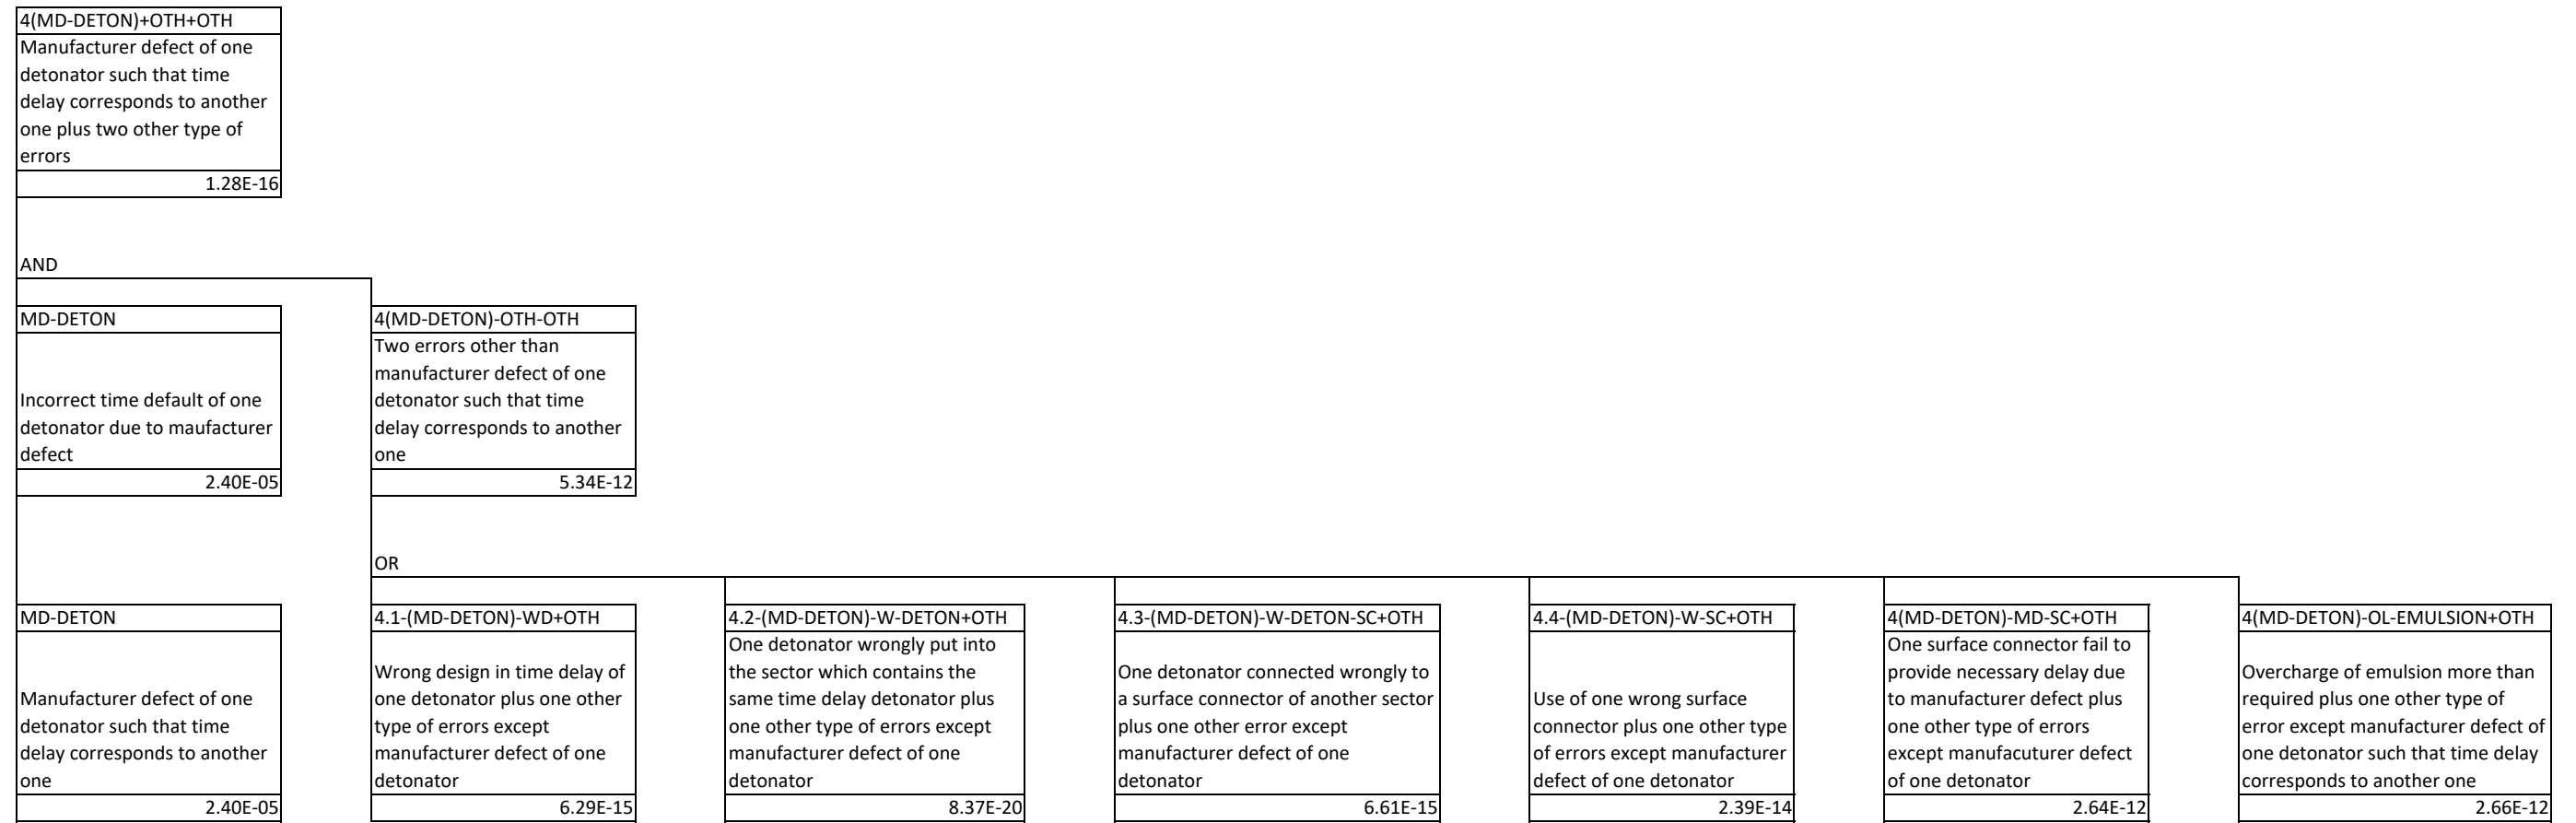 4(MD-DETON)+OTH+OTH
Manufacturer defect of one
detonator such that time
delay corresponds to another
one plus two other type of
errors
1.28E-16
AND
MD-DETON
Incorrect time default of one
detonator due to maufacturer
defect
2.40E-05
4(MD-DETON)-OTH-OTH
Two errors other than
manufacturer defect of one
detonator such that time
delay corresponds to another
one
5.34E-12
OR
MD-DETON
Manufacturer defect of one
detonator such that time
delay corresponds to another
one
2.40E-05
4.1-(MD-DETON)-WD+OTH
Wrong design in time delay of
one detonator plus one other
type of errors except
manufacturer defect of one
detonator
6.29E-15
4.2-(MD-DETON)-W-DETON+OTH
One detonator wrongly put into
the sector which contains the
same time delay detonator plus
one other type of errors except
manufacturer defect of one
detonator
8.37E-20
4.3-(MD-DETON)-W-DETON-SC+OTH
One detonator connected wrongly to
a surface connector of another sector
plus one other error except
manufacturer defect of one
detonator
6.61E-15
4.4-(MD-DETON)-W-SC+OTH
Use of one wrong surface
connector plus one other type
of errors except manufacturer
defect of one detonator
2.39E-14
4(MD-DETON)-MD-SC+OTH
One surface connector fail to
provide necessary delay due
to manufacturer defect plus
one other type of errors
except manufacuturer defect
of one detonator
2.64E-12
4(MD-DETON)-OL-EMULSION+OTH
Overcharge of emulsion more than
required plus one other type of
error except manufacturer defect of
one detonator such that time delay
corresponds to another one
2.66E-12